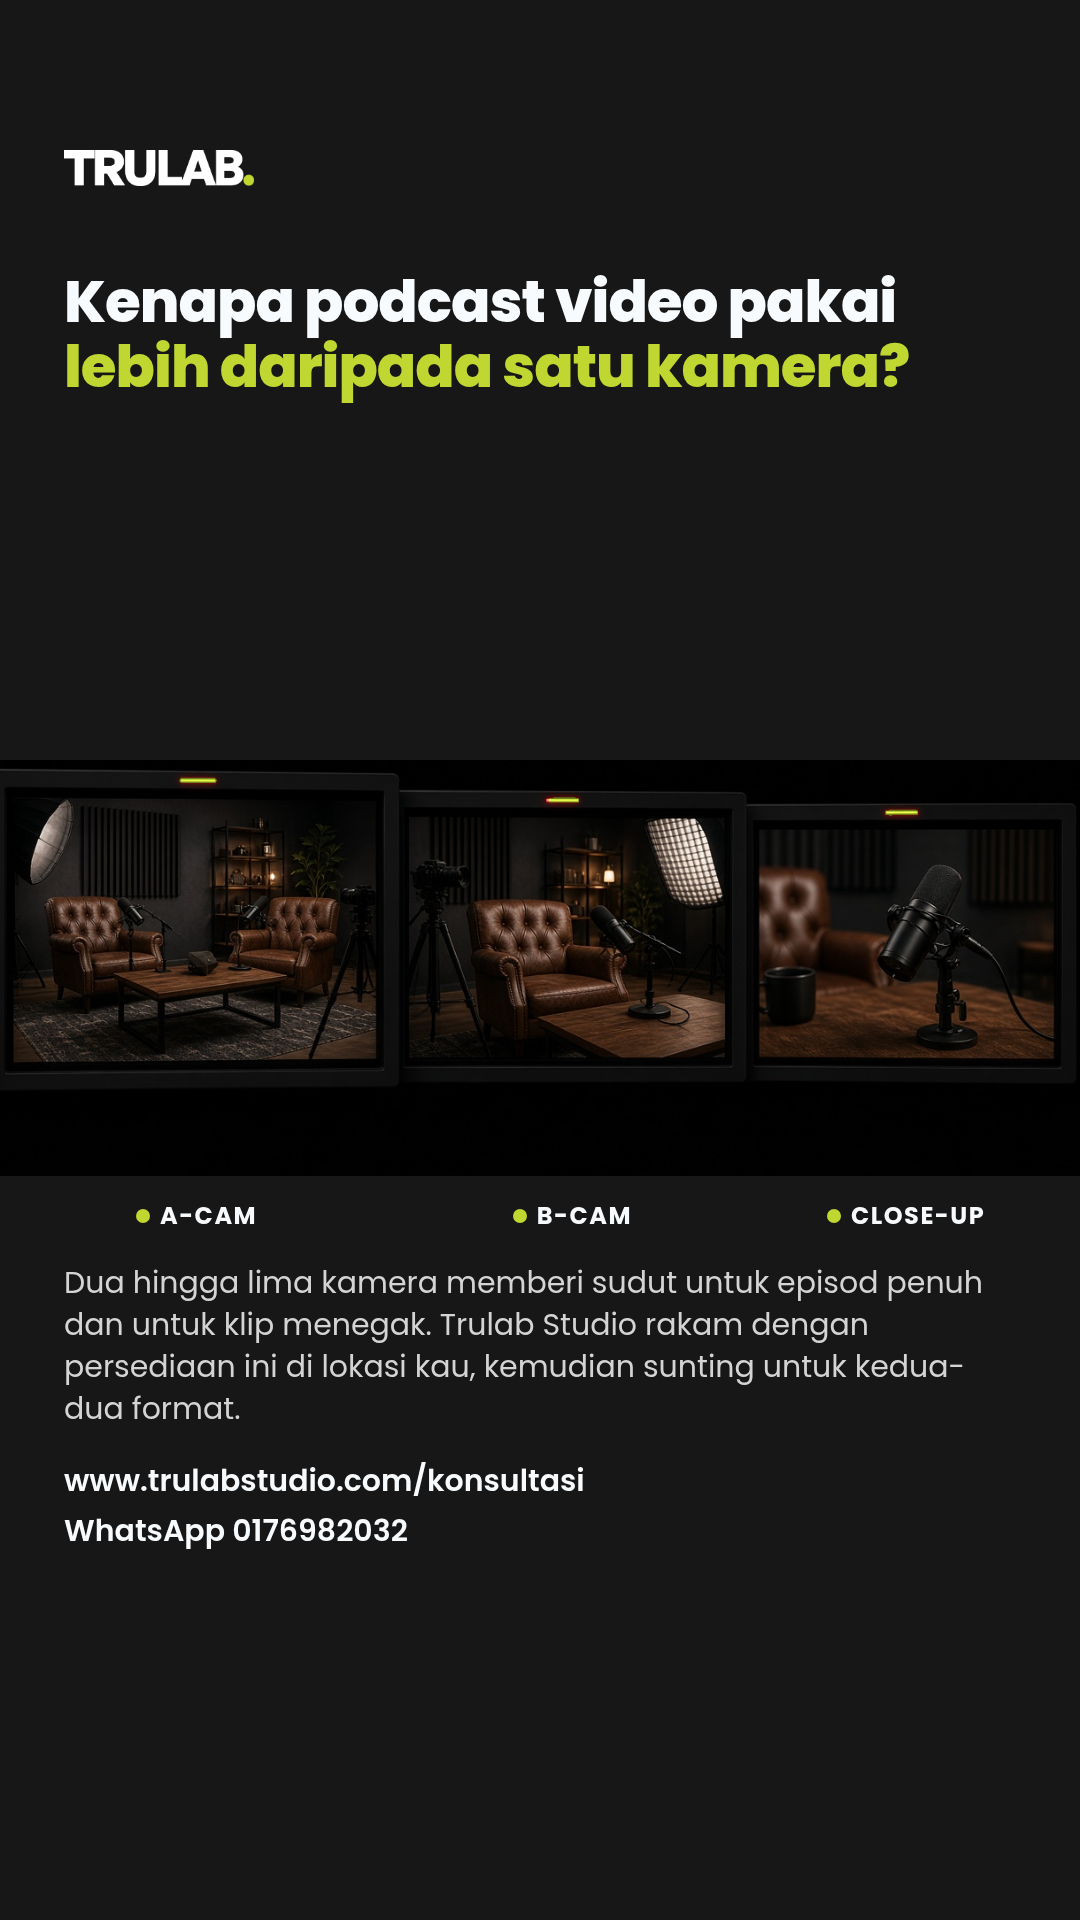 TRULAB.
Kenapa podcast video pakai
lebih daripada satu kamera?
A-CAM
B-CAM
CLOSE-UP
Dua hingga lima kamera memberi sudut untuk episod penuh
dan untuk klip menegak. Trulab Studio rakam dengan
persediaan ini di lokasi kau, kemudian sunting untuk kedua-
dua format.
www.trulabstudio.com/konsultasi
WhatsApp 0176982032